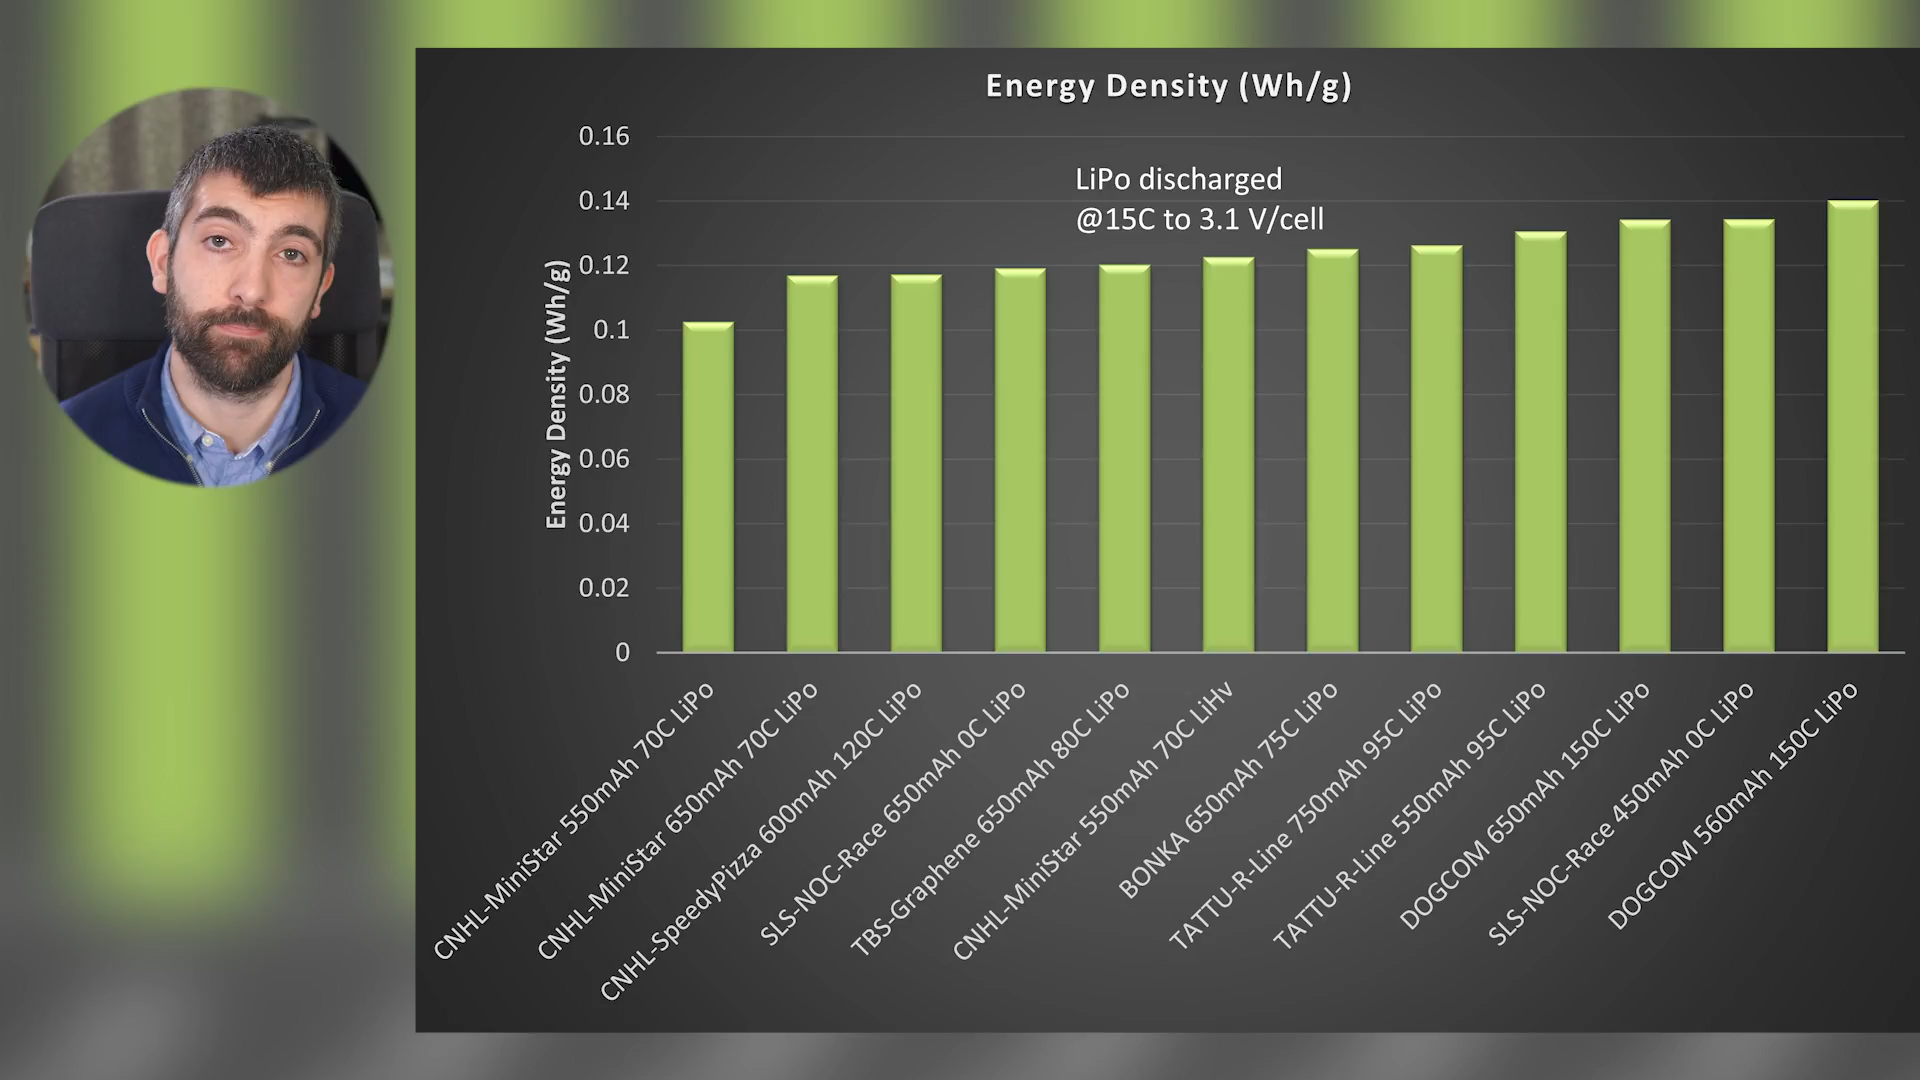 Energy Density (Wh/g)
LiPo discharged
@15C to 3.1 V/cell
Energy Density (Wh/g)
0.16
0.14
0.12
0.1
0.08
0.06
0.04
0.02
0
CNHL-MiniStar 550mAh 70C LiPo
CNHL-MiniStar 650mAh 70C LiPo
CNHL-SpeedyPizza 600mAh 120C LiPo
SLS-NOC-Race 650mAh 0C LiPo
TBS-Graphene 650mAh 80C LiPo
CNHL-MiniStar 550mAh 70C LiHv
BONKA 650mAh 75C LiPo
TATTU-R-Line 750mAh 95C LiPo
TATTU-R-Line 550mAh 95C LiPo
DOGCOM 650mAh 150C LiPo
SLS-NOC-Race 450mAh 0C LiPo
DOGCOM 560mAh 150C LiPo